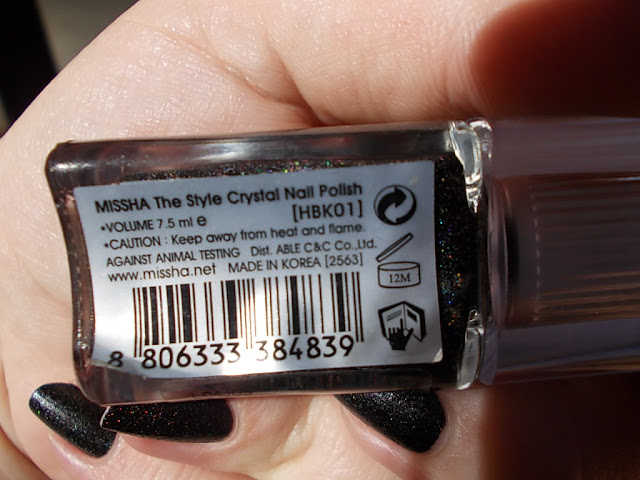 MISSHA The Style Crystal Nail Polish
[HBK01]
•VOLUME 7.5 ml e
•CAUTION : Keep away from heat and flame.
AGAINST ANIMAL TESTING Dist. ABLE C&C Co.,Ltd.
www.missha.net MADE IN KOREA [2563]
12M
8 806333 384839